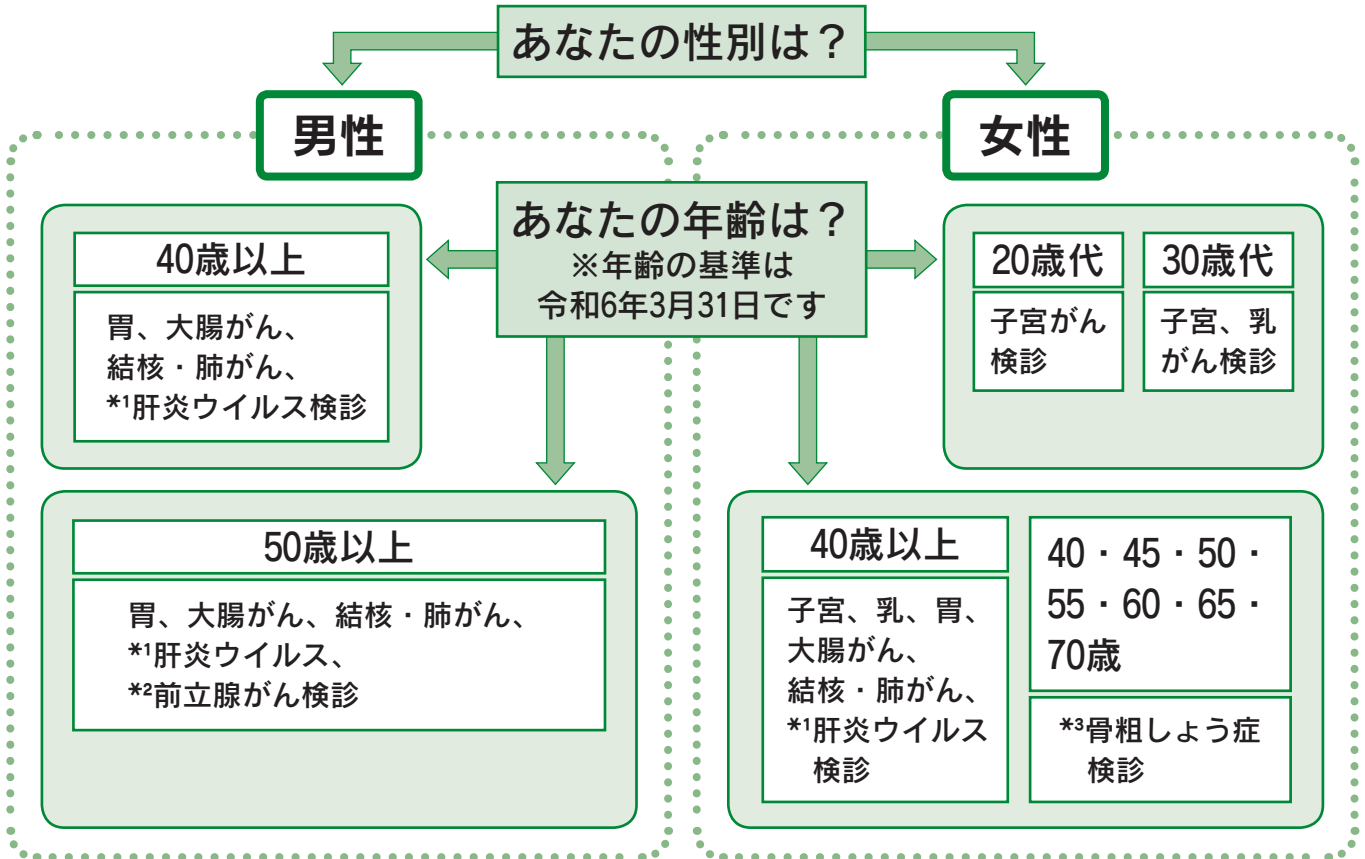 あなたの性別は？
男性
女性
あなたの年齢は？
※年齢の基準は
令和6年3月31日です
40歳以上
胃、大腸がん、
結核・肺がん、
*1肝炎ウイルス検診
50歳以上
胃、大腸がん、結核・肺がん、
*1肝炎ウイルス、
*2前立腺がん検診
20歳代
子宮がん
検診
30歳代
子宮、乳
がん検診
40歳以上
子宮、乳、胃、
大腸がん、
結核・肺がん、
*1肝炎ウイルス
検診
40・45・50・
55・60・65・
70歳
*3骨粗しょう症
検診